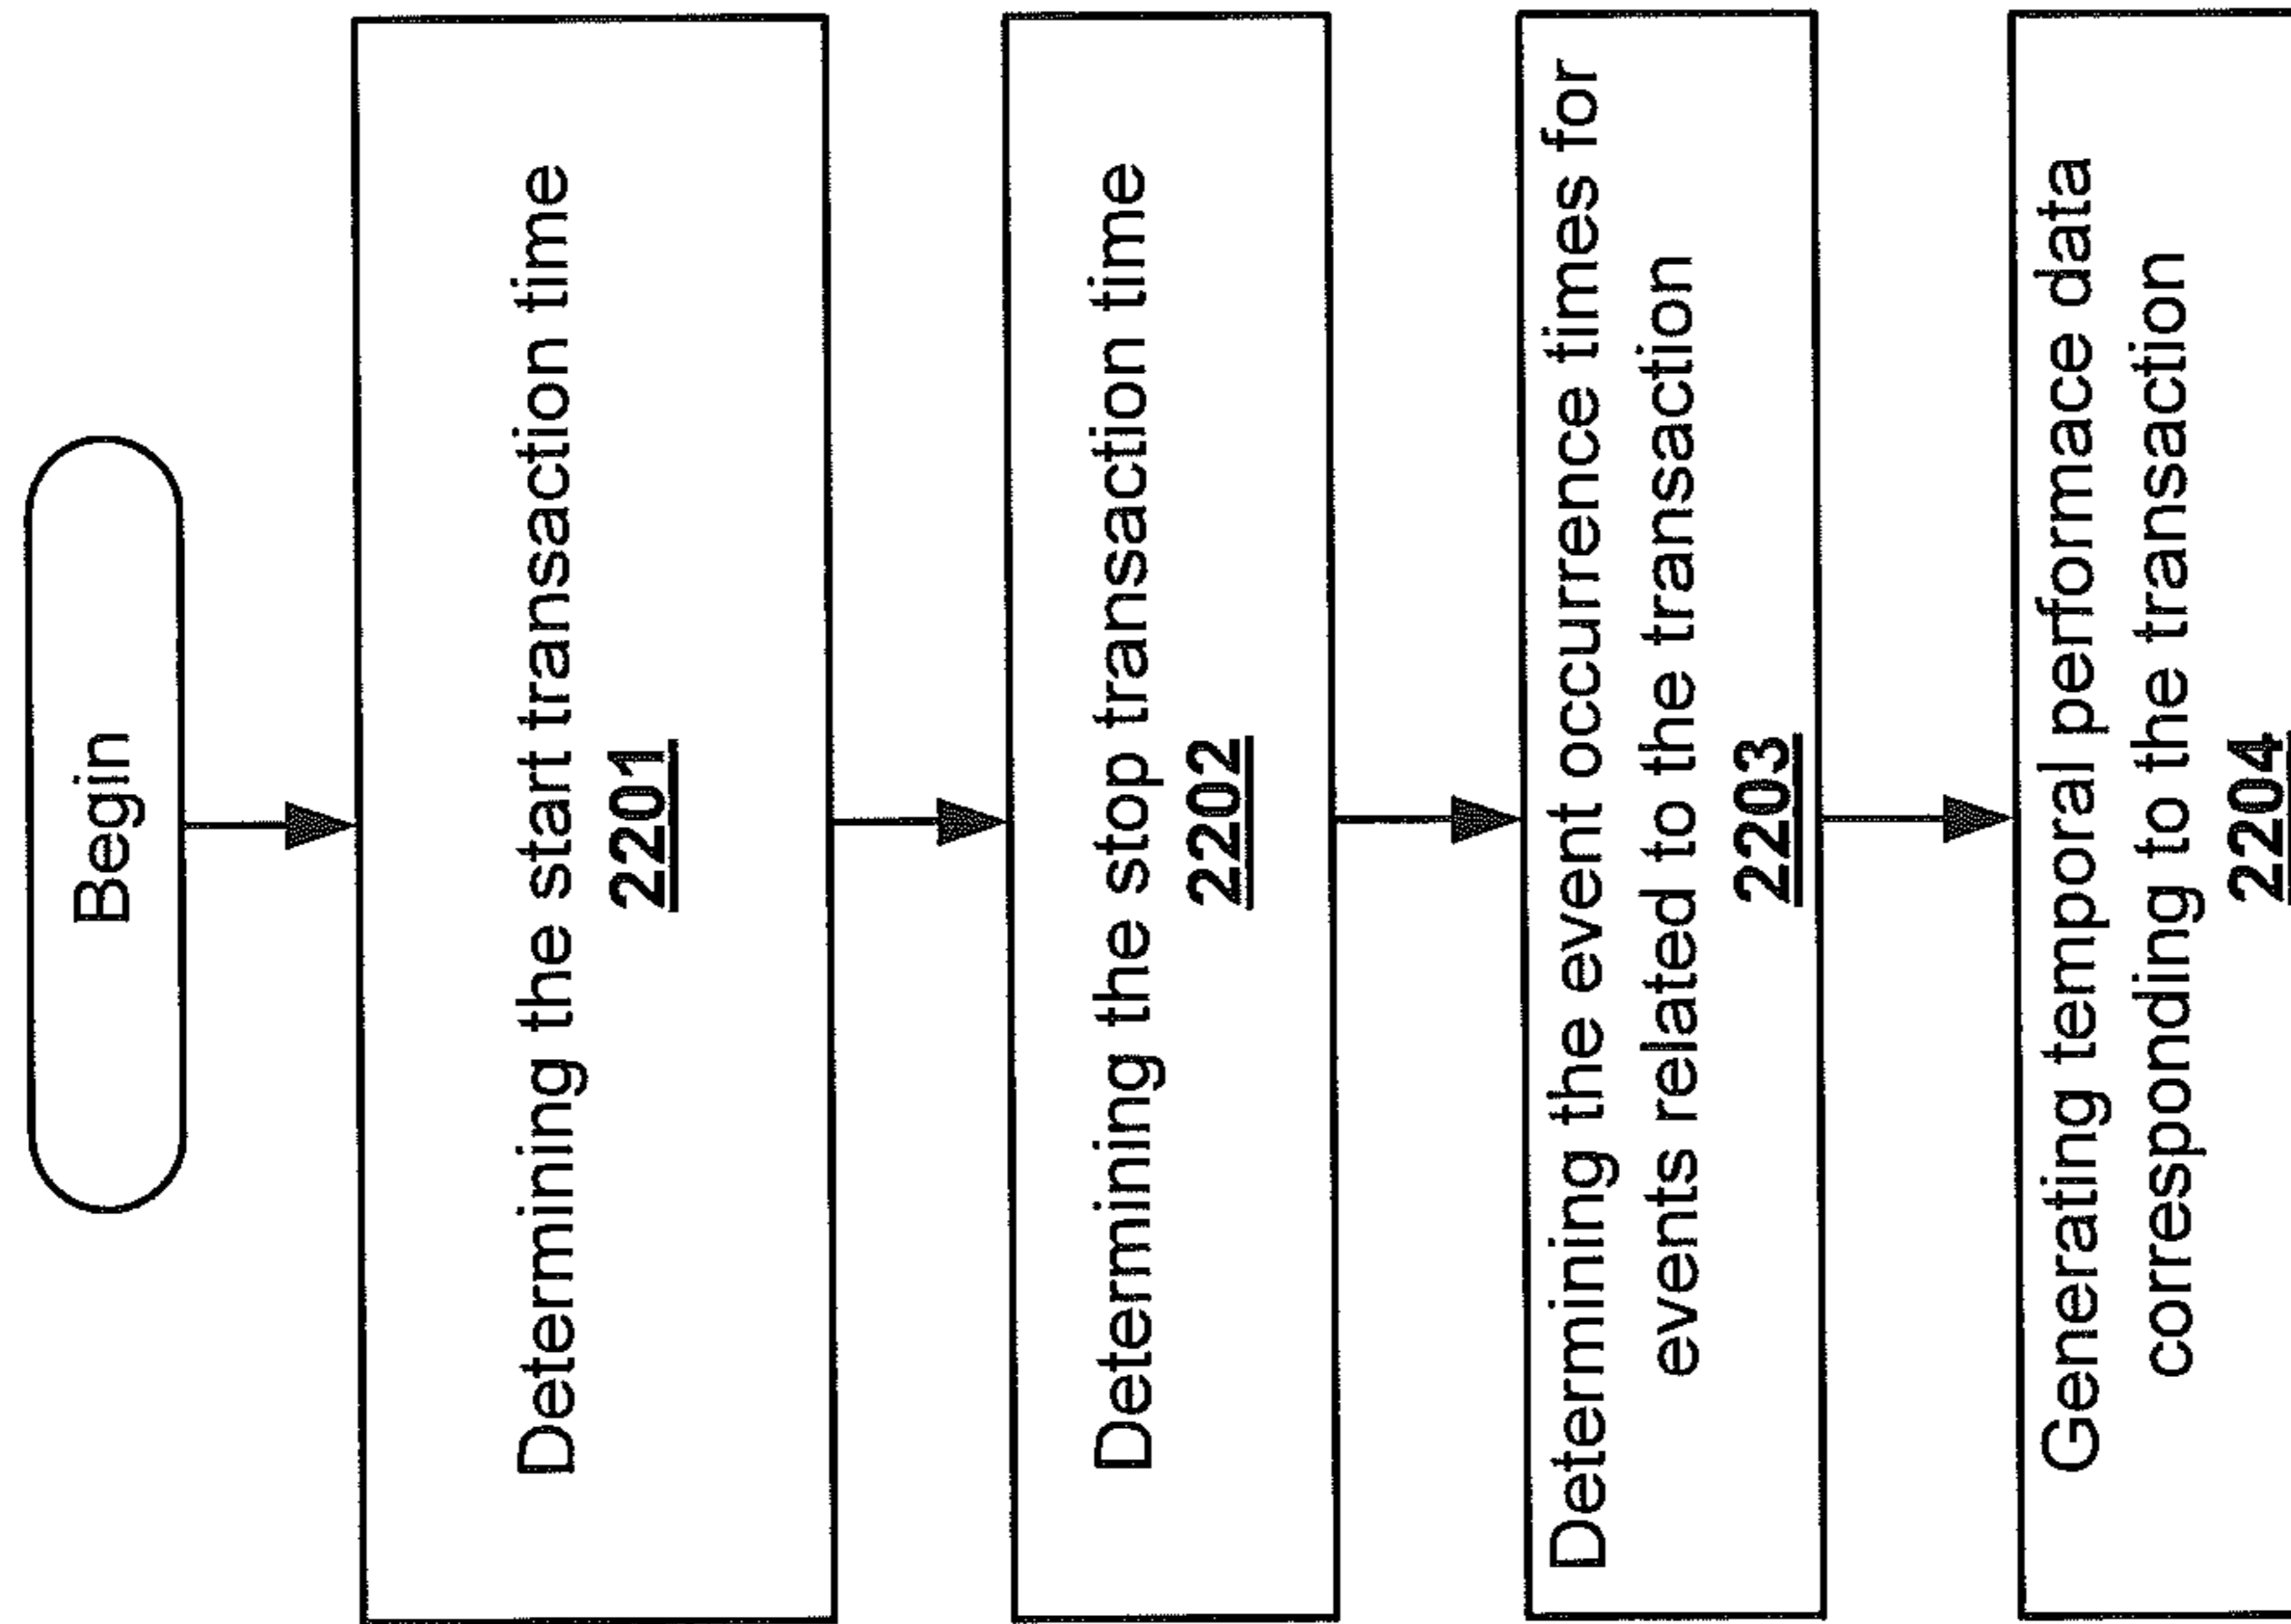 Begin
Determining the start transaction time
2201
Determining the stop transaction time
2202
Determining the event occurrence times for
events related to the transaction
2203
Generating temporal performace data
corresponding to the transaction
2204